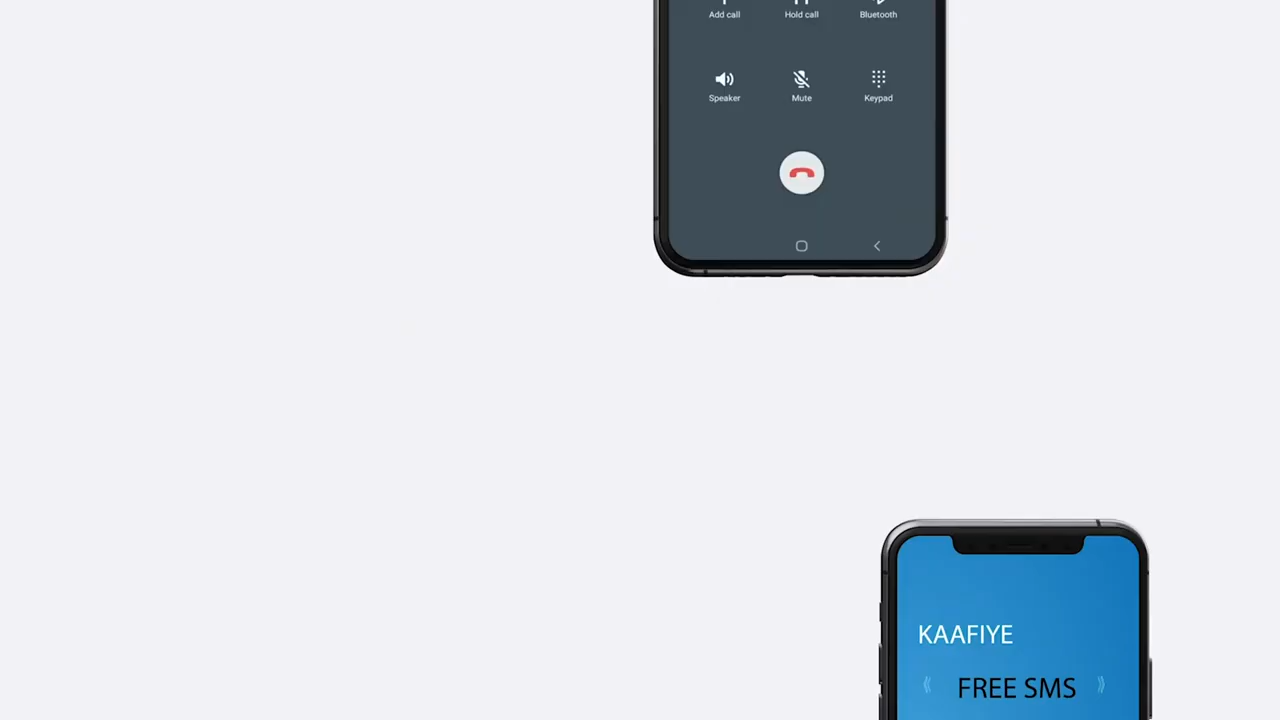 Add call Hold call Bluetooth
Speaker Mute Keypad
KAAFIYE
FREE SMS